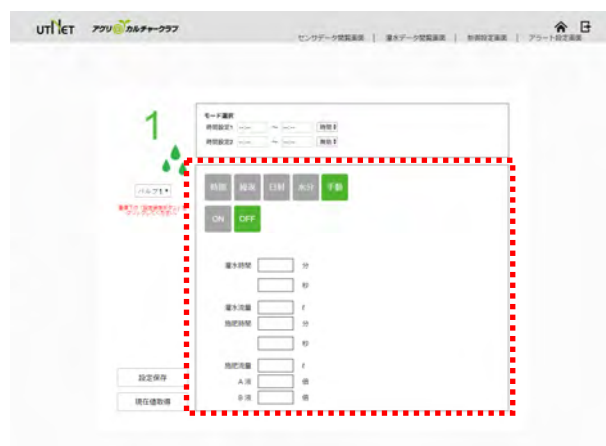 UTNET アグリ@カルチャークラブ
センサデータ閲覧画面 | 灌水データ閲覧画面 | 制御設定画面 | アラート設定画面
1
モード選択
時間設定1 --:-- ～ --:--
時間設定2 --:-- ～ --:--
バルブ1
時間 日射 水分 手動
ON OFF
灌水時間 分
秒
灌水流量 ℓ
施肥時間 分
秒
施肥流量 ℓ
A 液 倍
B 液 倍
設定保存
現在値取得